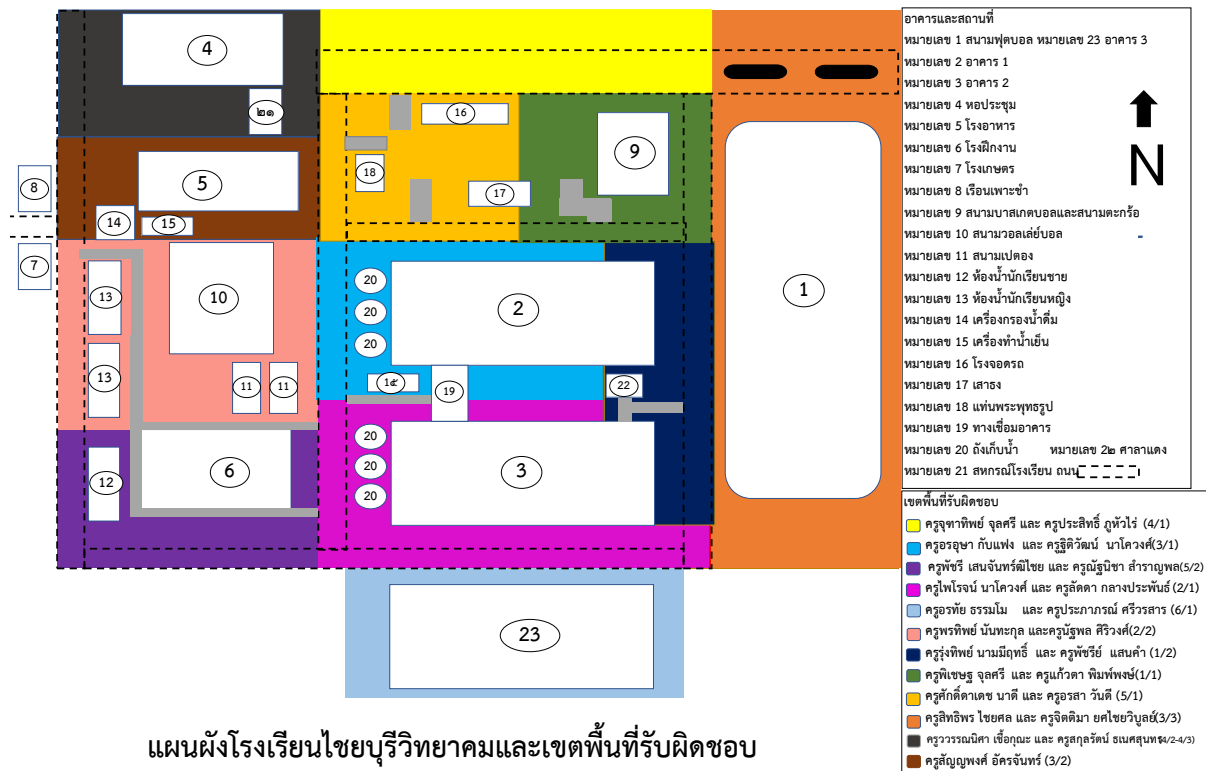 4
๒๑
8
5
14
15
7
13
10
13
11
11
12
6
16
18
17
9
20
20
20
2
1๕
19
22
20
20
20
3
1
23
แผนผังโรงเรียนไชยบุรีวิทยาคมและเขตพื้นที่รับผิดชอบ
อาคารและสถานที่
หมายเลข 1 สนามฟุตบอล หมายเลข 23 อาคาร 3
หมายเลข 2 อาคาร 1
หมายเลข 3 อาคาร 2
หมายเลข 4 หอประชุม
หมายเลข 5 โรงอาหาร
หมายเลข 6 โรงฝึกงาน
หมายเลข 7 โรงเกษตร
หมายเลข 8 เรือนเพาะชำ
หมายเลข 9 สนามบาสเกตบอลและสนามตะกร้อ
หมายเลข 10 สนามวอลเล่ย์บอล
หมายเลข 11 สนามเปตอง
หมายเลข 12 ห้องน้ำนักเรียนชาย
หมายเลข 13 ห้องน้ำนักเรียนหญิง
หมายเลข 14 เครื่องกรองน้ำดื่ม
หมายเลข 15 เครื่องทำน้ำเย็น
หมายเลข 16 โรงจอดรถ
หมายเลข 17 เสาธง
หมายเลข 18 แท่นพระพุทธรูป
หมายเลข 19 ทางเชื่อมอาคาร
หมายเลข 20 ถังเก็บน้ำ หมายเลข 2๒ ศาลาแดง
หมายเลข 21 สหกรณ์โรงเรียน ถนน
N
เขตพื้นที่รับผิดชอบ
ครูจุฑาทิพย์ จุลศรี และ ครูประสิทธิ์ ภูหัวไร่ (4/1)
ครูอรอุษา กับแฟง และ ครูฐิติวัฒน์ นาโควงศ์(3/1)
ครูพัชรี เสนจันทร์ฒิไชย และ ครูณัฐนิชา สำราญพล(5/2)
ครูไพโรจน์ นาโควงศ์ และ ครูลัดดา กลางประพันธ์ (2/1)
ครูอรทัย ธรรมโม และ ครูประภาภรณ์ ศรีวรสาร (6/1)
ครูพรทิพย์ นันทะกุล และครูนัฐพล ศิริวงศ์(2/2)
ครูรุ่งทิพย์ นามมีฤทธิ์ และ ครูพัชรีย์ แสนคำ (1/2)
ครูพิเชษฐ จุลศรี และ ครูแก้วตา พิมพ์พงษ์(1/1)
ครูศักดิ์ดาเดช นาดี และ ครูอรสา วันดี (5/1)
ครูสิทธิพร ไชยศล และ ครูจิตติมา ยศไชยวิบูลย์(3/3)
ครูวรรณนิศา เชื้อกุณะ และ ครูสกุลรัตน์ ธเนศสุนทร(4/2-4/3)
ครูสัญญพงศ์ อัครจันทร์ (3/2)